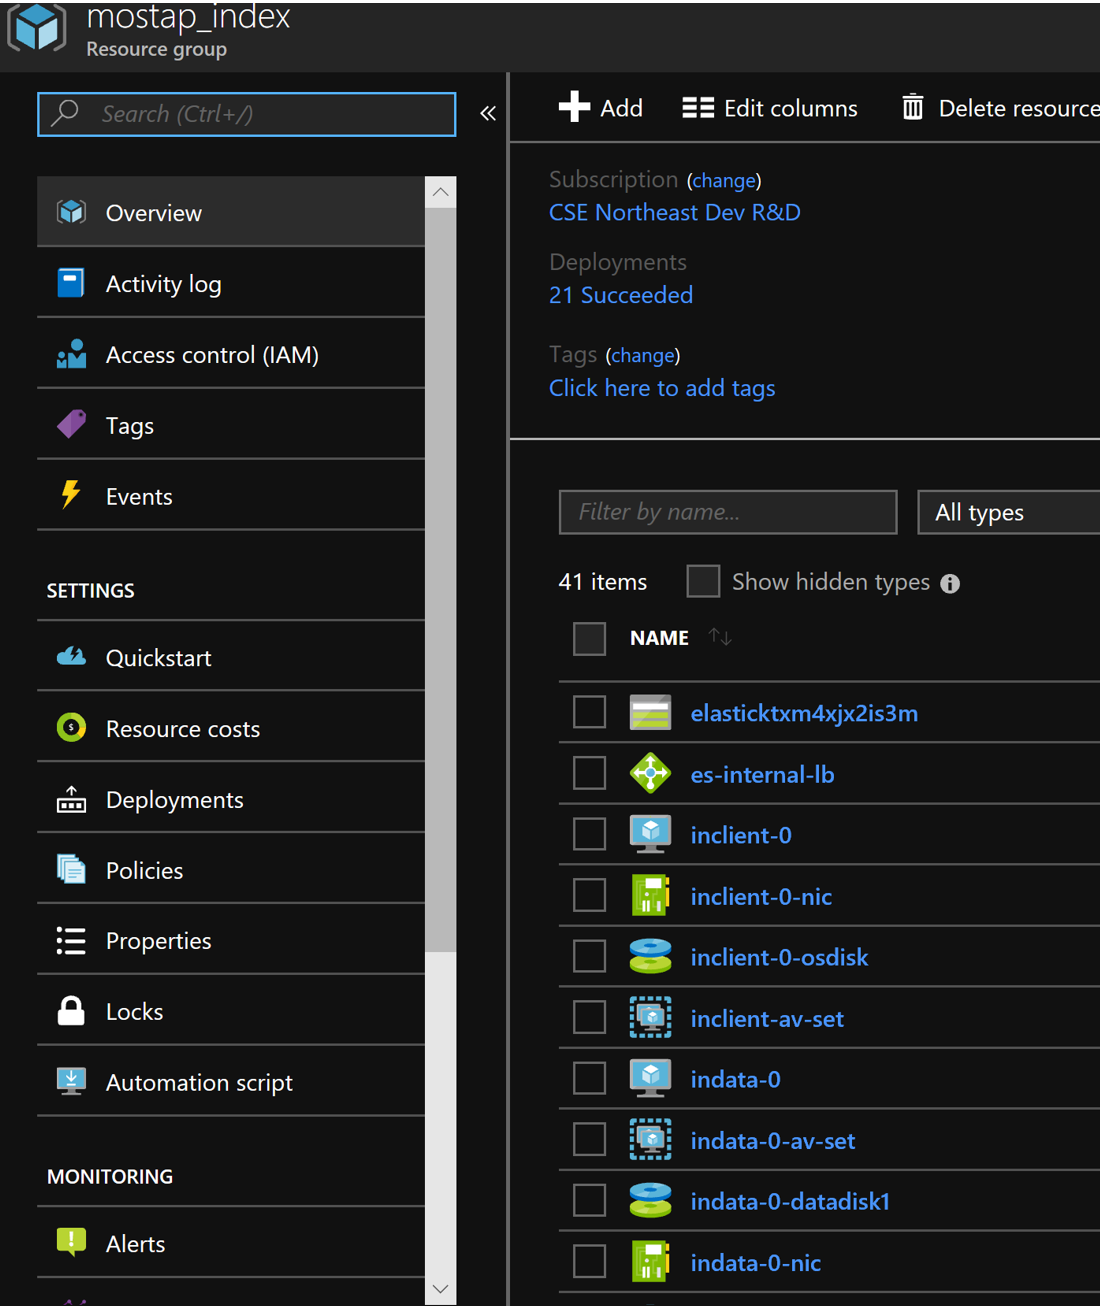 mostap_index
Resource group
Search (Ctrl+/)
«
Overview
Activity log
Access control (IAM)
Tags
Events
SETTINGS
Quickstart
Resource costs
Deployments
Policies
Properties
Locks
Automation script
MONITORING
Alerts
Add
Edit columns
Delete resource
Subscription (change)
CSE Northeast Dev R&D
Deployments
21 Succeeded
Tags (change)
Click here to add tags
Filter by name...
All types
41 items
Show hidden types
NAME
elasticktxm4xjx2is3m
es-internal-lb
inclient-0
inclient-0-nic
inclient-0-osdisk
inclient-av-set
indata-0
indata-0-av-set
indata-0-datadisk1
indata-0-nic